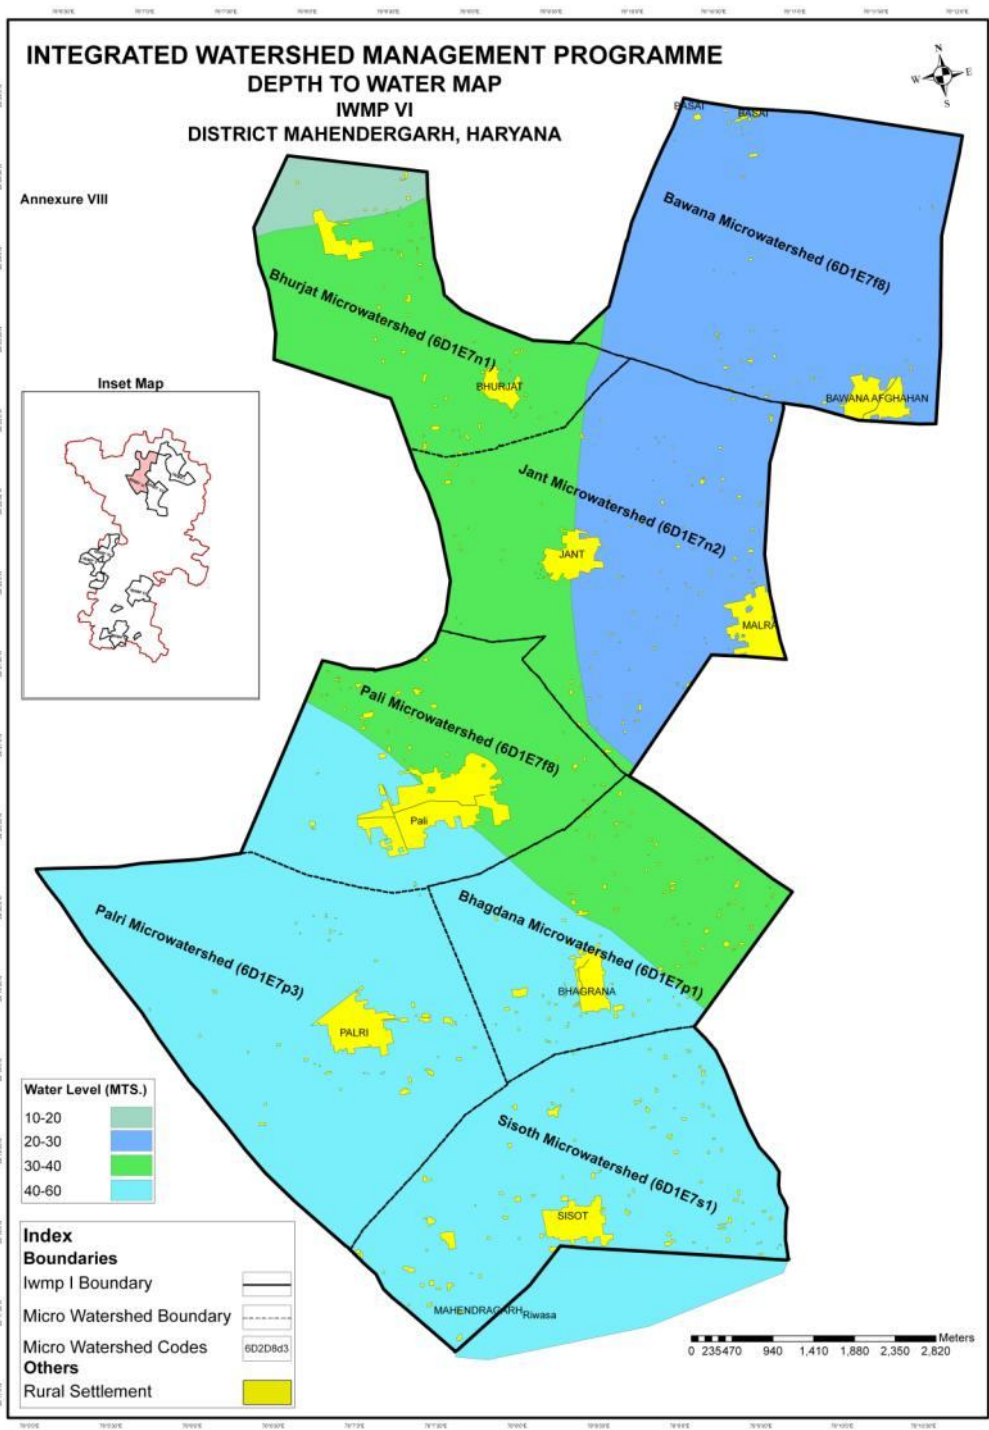 INTEGRATED WATERSHED MANAGEMENT PROGRAMME
DEPTH TO WATER MAP
IWMP VI
DISTRICT MAHENDERGARH, HARYANA
N
W
E
S
Annexure VIII
BASAI
BASAI
Bawana Microwatershed (6D1E7f8)
Bhurjat Microwatershed (6D1E7n1)
BHURJAT
BAWANA AFGHAHAN
Inset Map
Jant Microwatershed (6D1E7n2)
JANT
MALRA
Pali Microwatershed (6D1E7f8)
Pali
Bhagdana Microwatershed (6D1E7p1)
Palri Microwatershed (6D1E7p3)
BHAGRANA
PALRI
Water Level (MTS.)
10-20
20-30
30-40
40-60
Sisoth Microwatershed (6D1E7s1)
SISOT
Index
Boundaries
Iwmp I Boundary
Micro Watershed Boundary
Micro Watershed Codes
6D2D8d3
Others
Rural Settlement
MAHENDRAGARH
Riwasa
Meters
0 235470 940 1,410 1,880 2,350 2,820